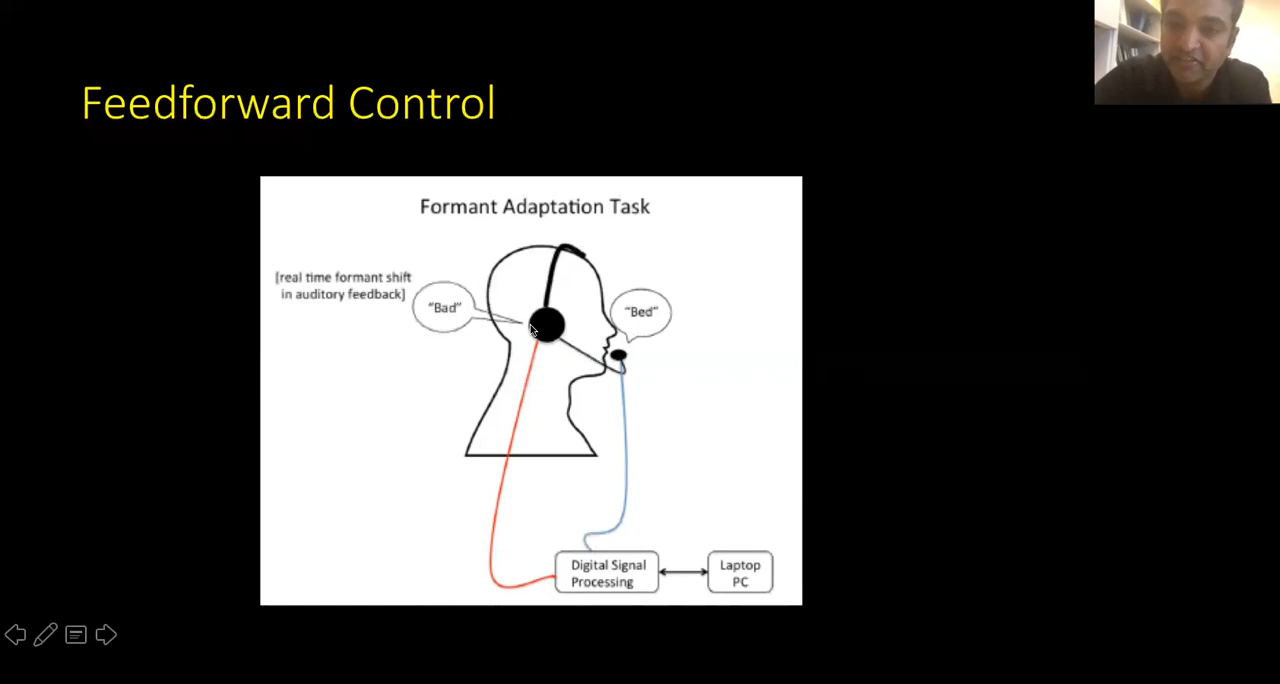 Feedforward Control
Formant Adaptation Task
[real time formant shift
in auditory feedback]
“Bad”
“Bed”
Digital Signal
Processing
Laptop
PC